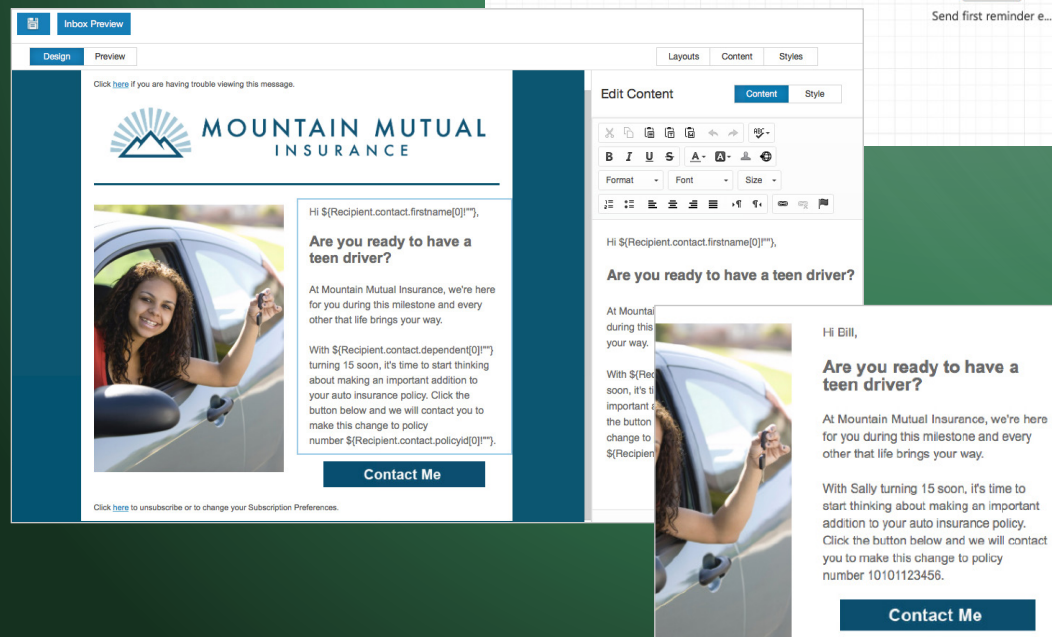 Send first reminder e...
Inbox Preview
Design
Preview
Layouts
Content
Styles
Click here if you are having trouble viewing this message.
MOUNTAIN MUTUAL
INSURANCE
Hi ${Recipient.contact.firstname[0]!""},
Are you ready to have a
teen driver?
At Mountain Mutual Insurance, we're here
for you during this milestone and every
other that life brings your way.
With ${Recipient.contact.dependent[0]!""}
turning 15 soon, it's time to start thinking
about making an important addition to
your auto insurance policy. Click the
button below and we will contact you to
make this change to policy
number ${Recipient.contact.policyid[0]!""}.
Contact Me
Click here to unsubscribe or to change your Subscription Preferences.
Edit Content
Content
Style
ABC
B I U S A A
Format
Font
Size
Hi ${Recipient.contact.firstname[0]!""},
Are you ready to have a teen driver?
At Mountai
during this
your way.
With ${Rec
soon, it's ti
important a
the button
change to
${Recipien
Hi Bill,
Are you ready to have a
teen driver?
At Mountain Mutual Insurance, we're here
for you during this milestone and every
other that life brings your way.
With Sally turning 15 soon, it's time to
start thinking about making an important
addition to your auto insurance policy.
Click the button below and we will contact
you to make this change to policy
number 10101123456.
Contact Me